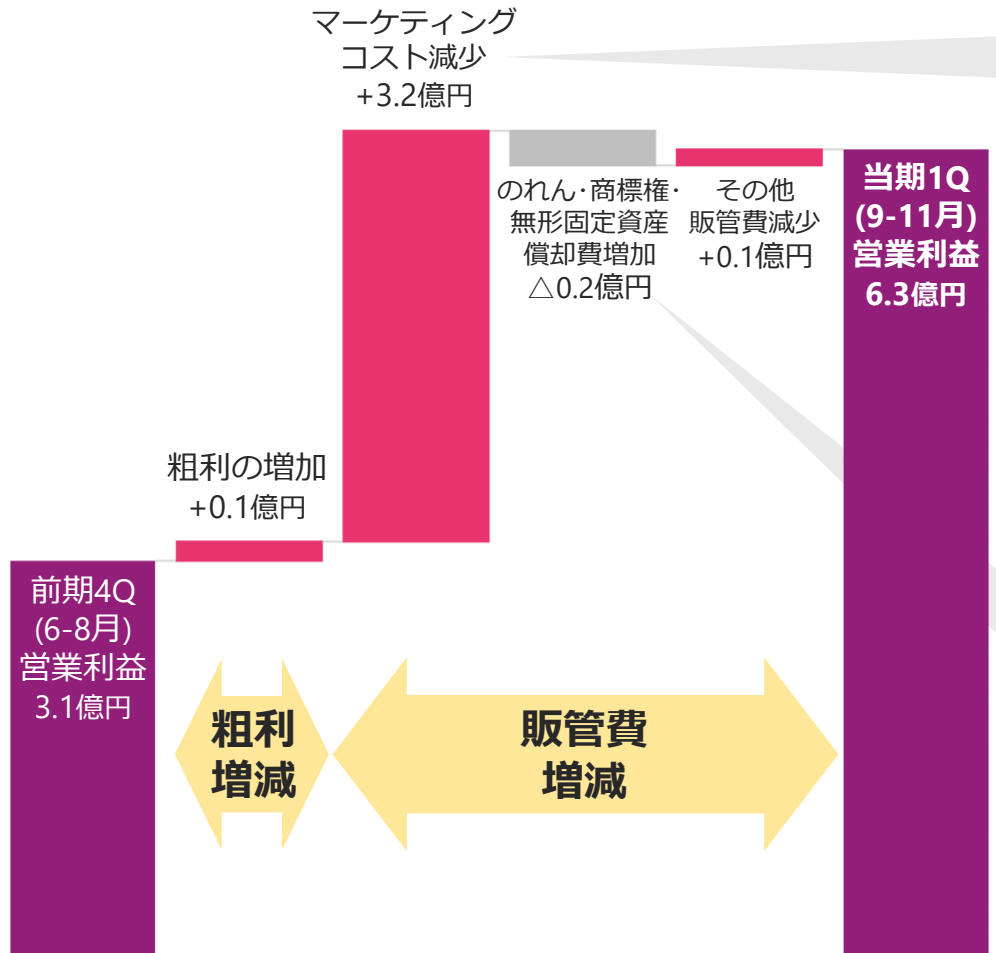 マーケティング
コスト減少
+3.2億円
のれん･商標権･
無形固定資産
償却費増加
△0.2億円
その他
販管費減少
+0.1億円
当期1Q
(9-11月)
営業利益
6.3億円
粗利の増加
+0.1億円
前期4Q
(6-8月)
営業利益
3.1億円
粗利
増減
販管費
増減